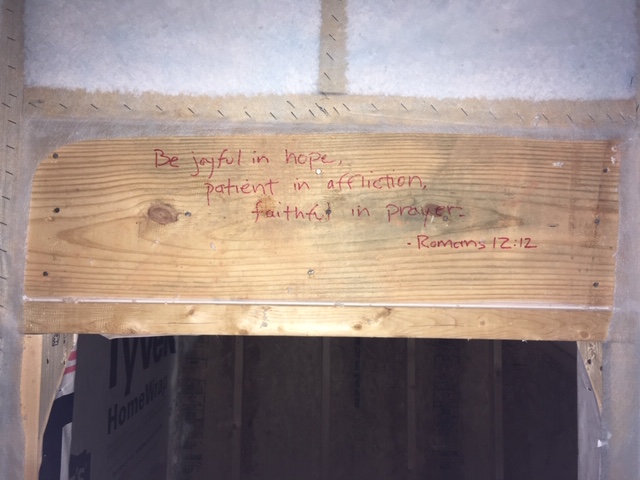 Be joyful in hope,
patient in affliction,
faithful in prayer.
- Romans 12:12
Tyvek
HomeWrap